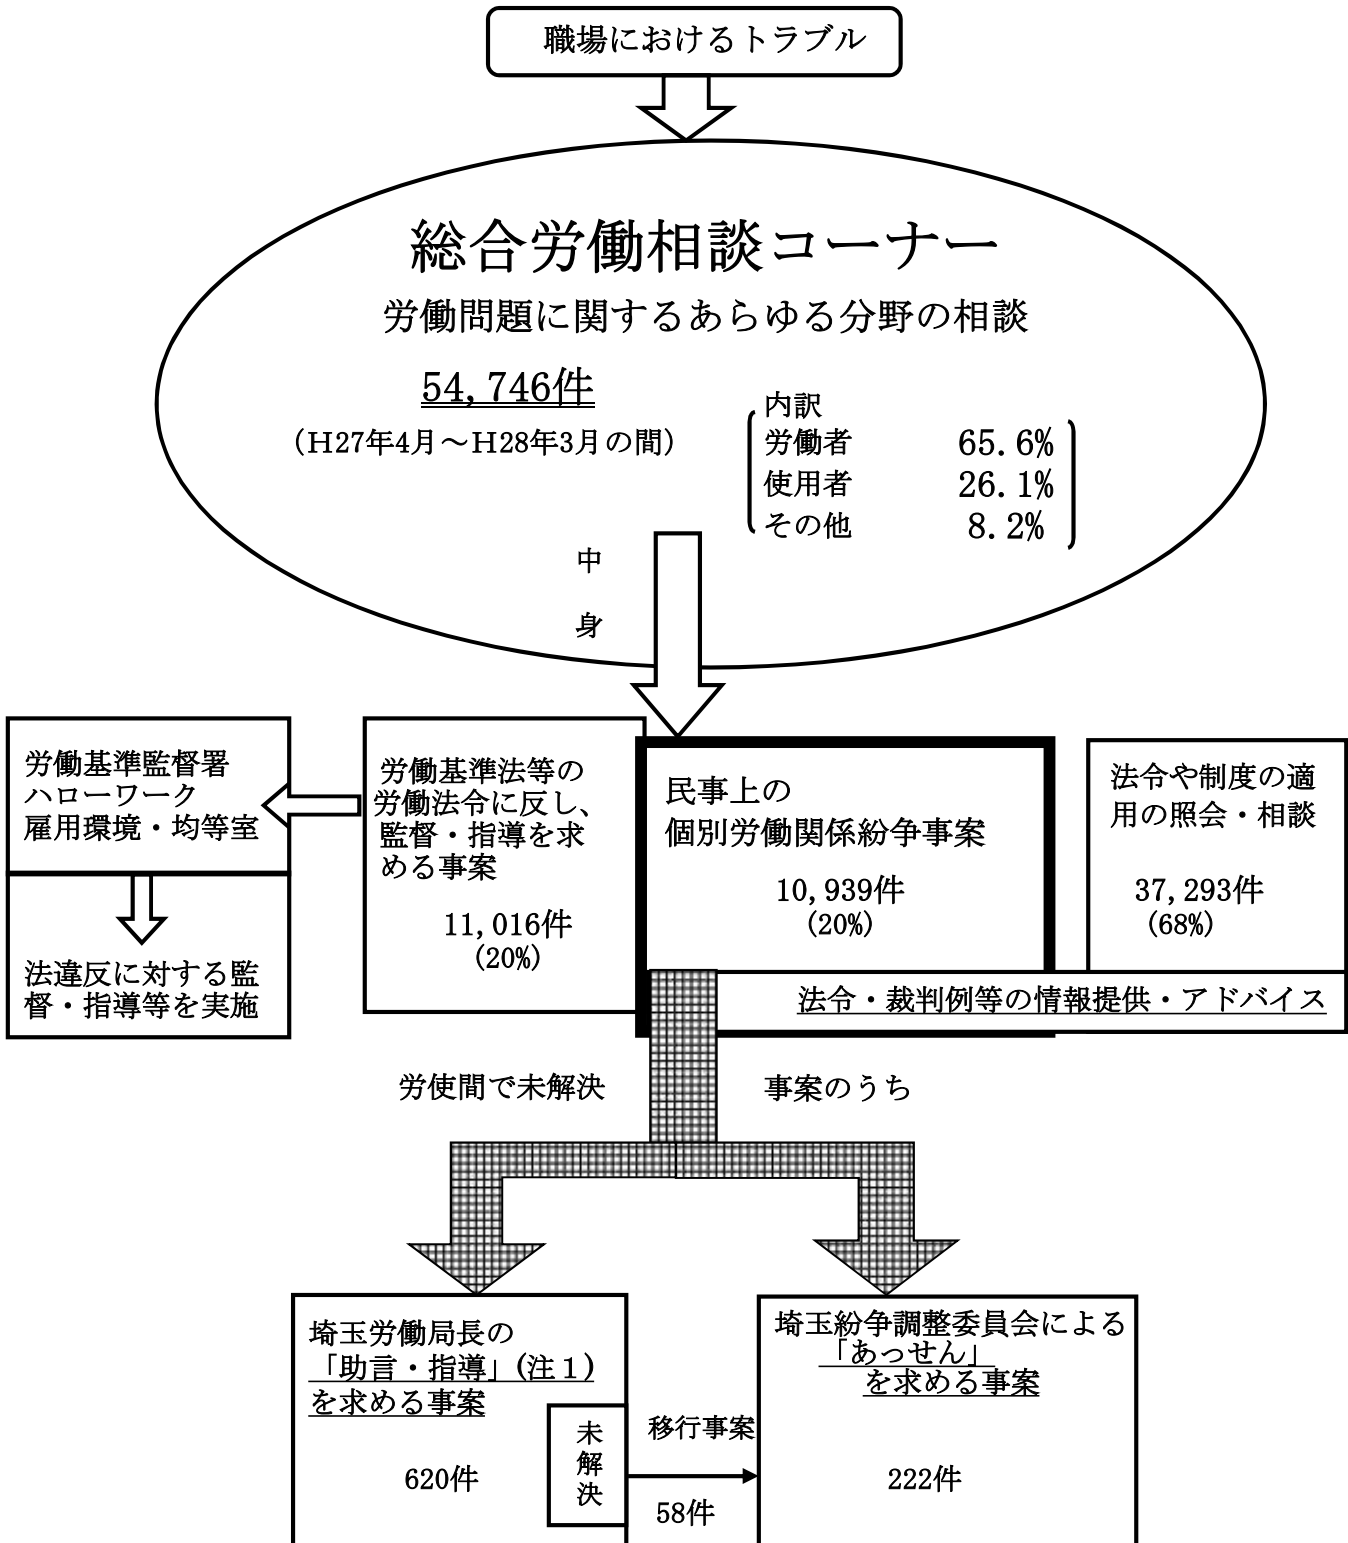 職場におけるトラブル
総合労働相談コーナー
労働問題に関するあらゆる分野の相談
54,746件
（H27年4月～H28年3月の間）
内訳
労働者 65.6%
使用者 26.1%
その他 8.2%
中
身
労働基準監督署
ハローワーク
雇用環境・均等室
法違反に対する監
督・指導等を実施
労働基準法等の
労働法令に反し、
監督・指導を求
める事案
11,016件
(20%)
民事上の
個別労働関係紛争事案
10,939件
(20%)
法令や制度の適
用の照会・相談
37,293件
(68%)
法令・裁判例等の情報提供・アドバイス
労使間で未解決 事案のうち
埼玉労働局長の
「助言・指導」(注１)
を求める事案
620件
未
解
決
移行事案
58件
埼玉紛争調整委員会による
「あっせん」
を求める事案
222件